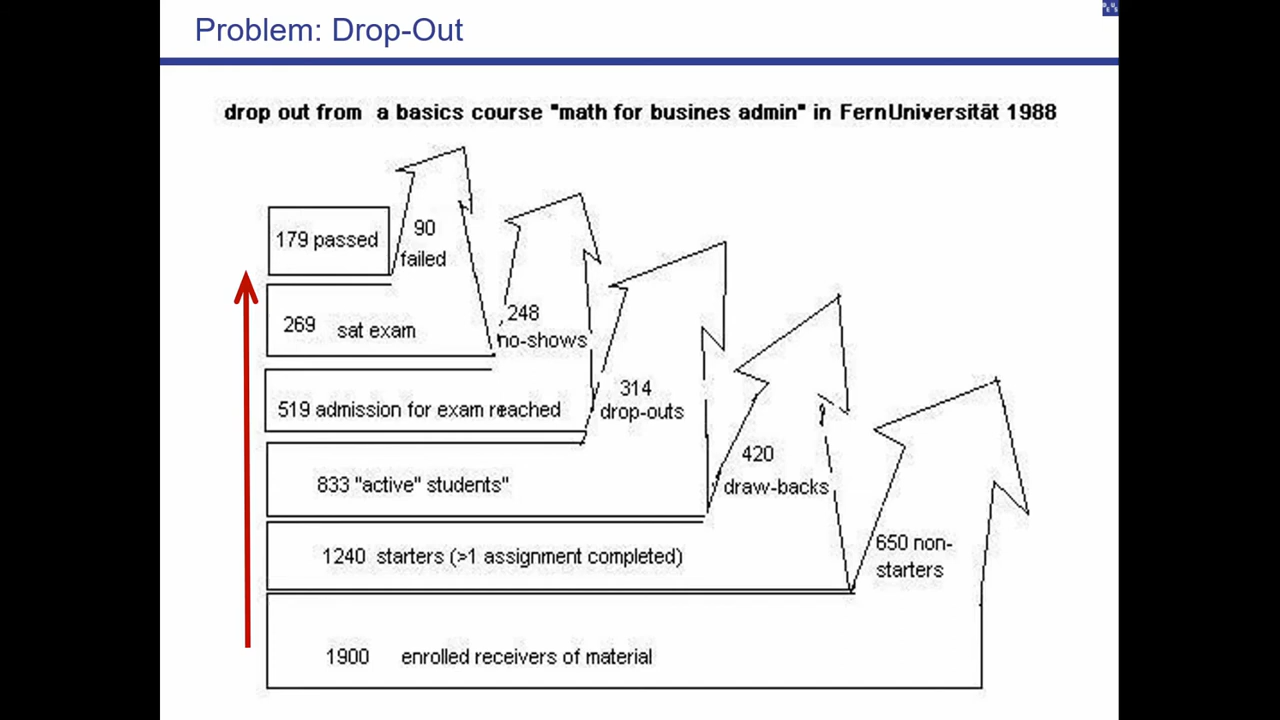 Problem: Drop-Out
drop out from a basics course "math for busines admin" in FernUniversität 1988
179 passed
90
failed
269 sat exam
248
no-shows
519 admission for exam reached
314
drop-outs
833 "active" students"
420
draw-backs
1240 starters (>1 assignment completed)
650 non-
starters
1900 enrolled receivers of material